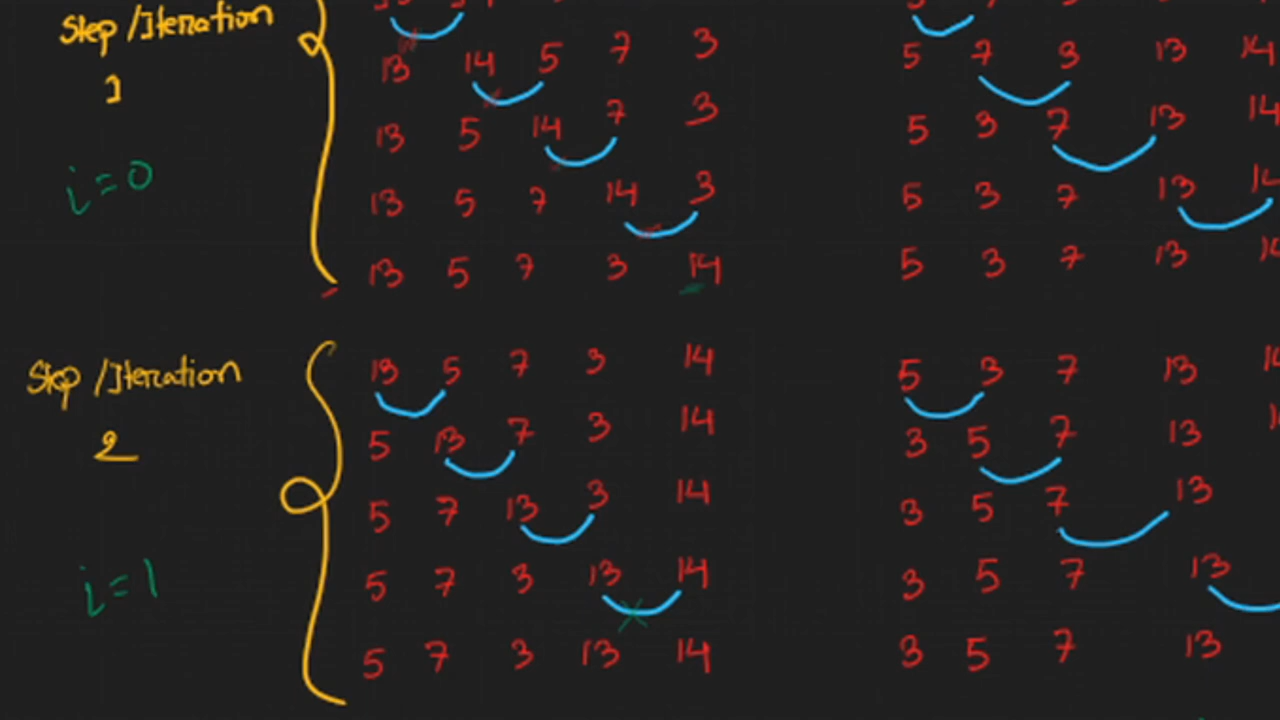 Step /Iteration
1
i=0
13 14 5 7 3
13 5 14 7 3
13 5 7 14 3
13 5 7 3 14
5 7 3 13 14
5 3 7 13 14
5 3 7 13 14
5 3 7 13
Step /Iteration
2
i=1
13 5 7 3 14
5 13 7 3 14
5 7 13 3 14
5 7 3 13 14
5 7 3 13 14
5 3 7 13
3 5 7 13
3 5 7 13
3 5 7 13
3 5 7 13